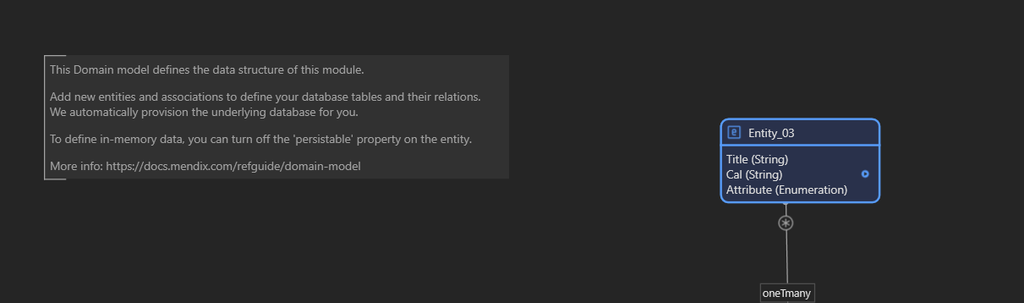 This Domain model defines the data structure of this module.
Add new entities and associations to define your database tables and their relations.
We automatically provision the underlying database for you.
To define in-memory data, you can turn off the 'persistable' property on the entity.
More info: https://docs.mendix.com/refguide/domain-model
e Entity_03
Title (String)
Cal (String)
Attribute (Enumeration)
oneTmany